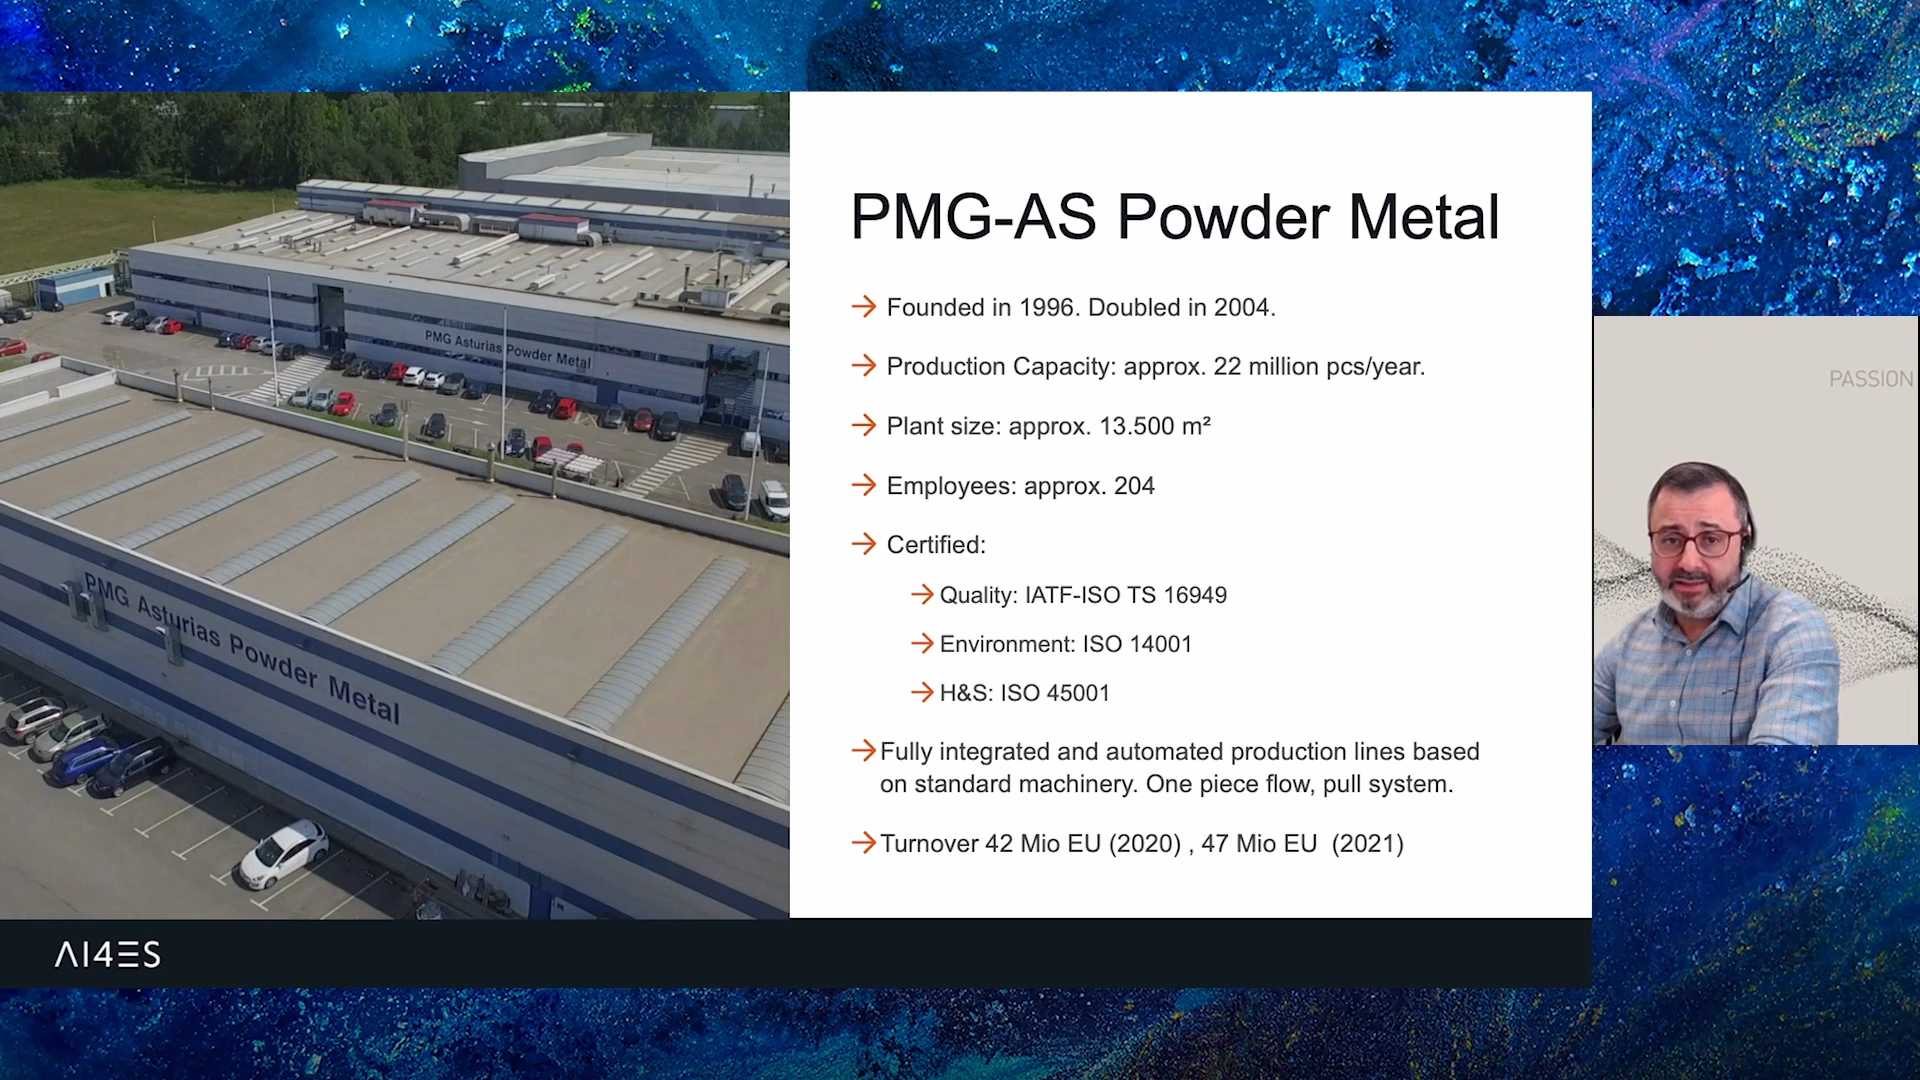 PMG-AS Powder Metal
→ Founded in 1996. Doubled in 2004.
→ Production Capacity: approx. 22 million pcs/year.
→ Plant size: approx. 13.500 m²
→ Employees: approx. 204
→ Certified:
→ Quality: IATF-ISO TS 16949
→ Environment: ISO 14001
→ H&S: ISO 45001
→ Fully integrated and automated production lines based
on standard machinery. One piece flow, pull system.
→ Turnover 42 Mio EU (2020) , 47 Mio EU (2021)
PMG Asturias Powder Metal
PMG Asturias Powder Metal
PASSION
AI4ES